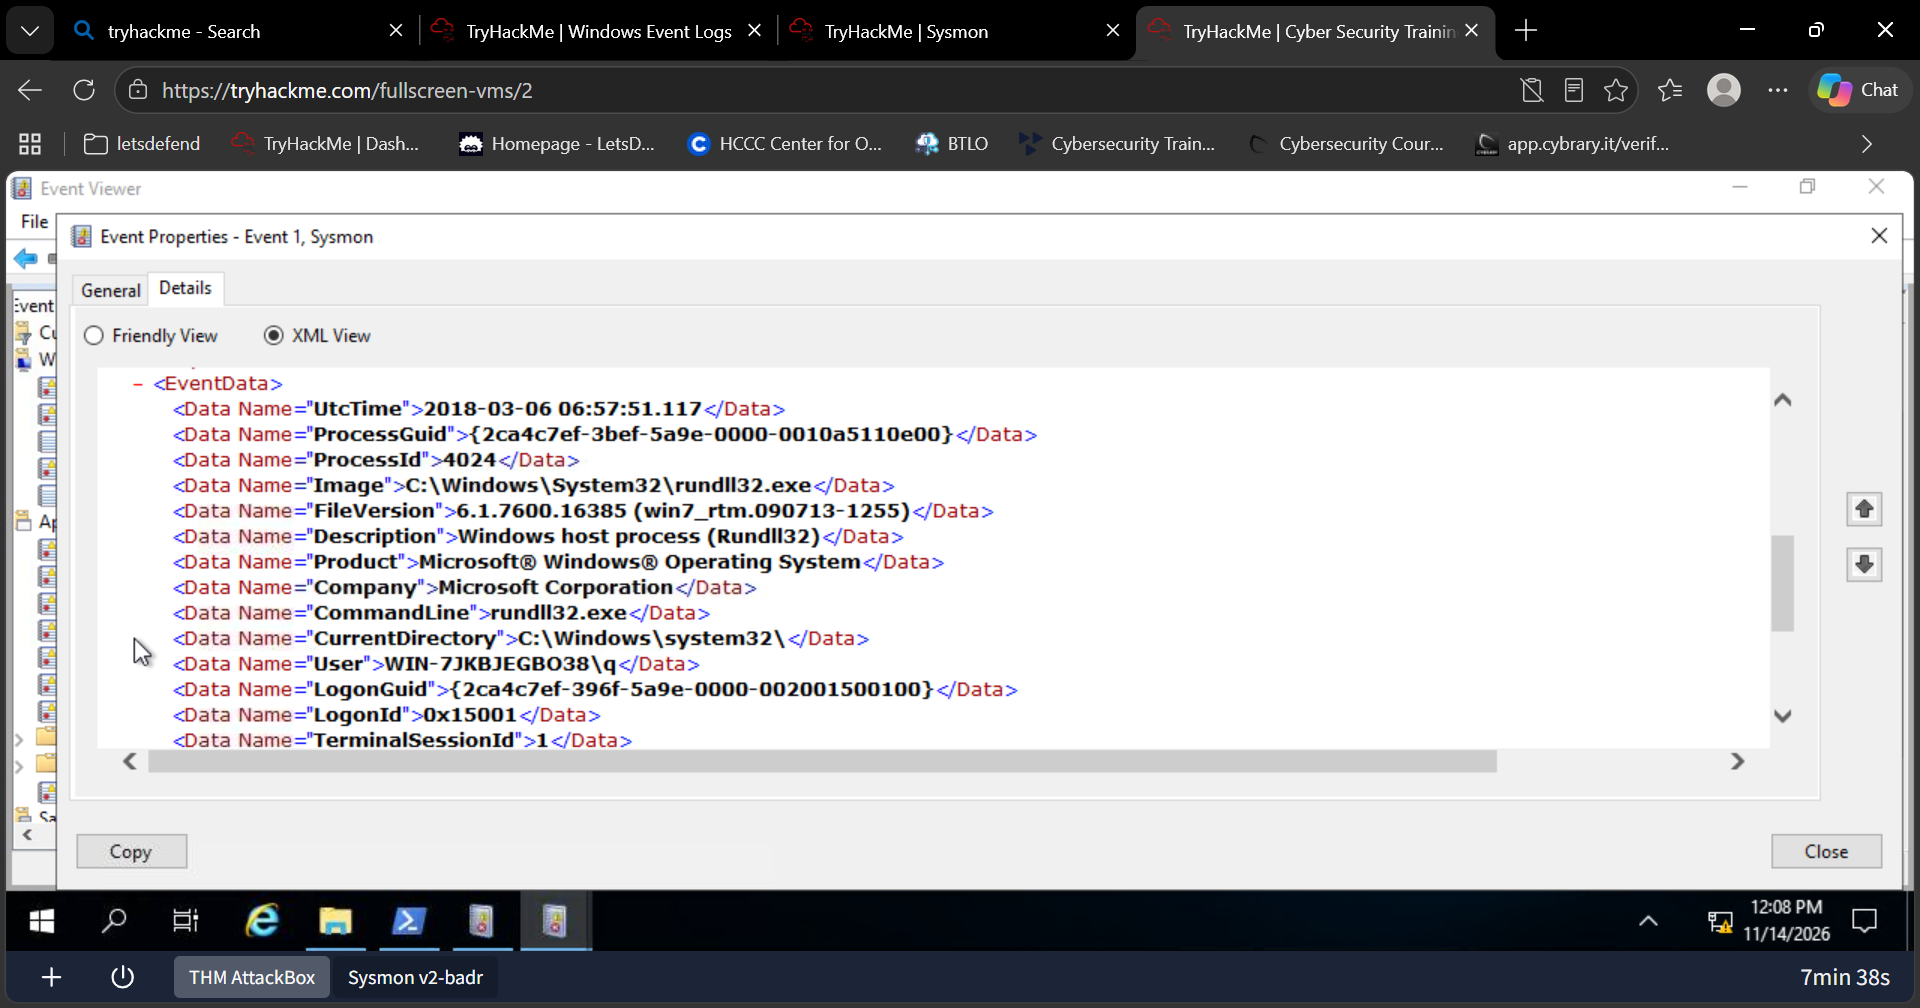 tryhackme - Search
TryHackMe | Windows Event Logs
TryHackMe | Sysmon
TryHackMe | Cyber Security Trainin
https://tryhackme.com/fullscreen-vms/2
Chat
letsdefend
TryHackMe | Dash...
Homepage - LetsD...
HCCC Center for O...
BTLO
Cybersecurity Train...
Cybersecurity Cour...
app.cybrary.it/verif...
Event Viewer
File
Event Properties - Event 1, Sysmon
General
Details
Event
Cu
W
Ap
Sa
Friendly View
XML View
- <EventData>
<Data Name="UtcTime">2018-03-06 06:57:51.117</Data>
<Data Name="ProcessGuid">{2ca4c7ef-3bef-5a9e-0000-0010a5110e00}</Data>
<Data Name="ProcessId">4024</Data>
<Data Name="Image">C:\Windows\System32\rundll32.exe</Data>
<Data Name="FileVersion">6.1.7600.16385 (win7_rtm.090713-1255)</Data>
<Data Name="Description">Windows host process (Rundll32)</Data>
<Data Name="Product">Microsoft® Windows® Operating System</Data>
<Data Name="Company">Microsoft Corporation</Data>
<Data Name="CommandLine">rundll32.exe</Data>
<Data Name="CurrentDirectory">C:\Windows\system32\</Data>
<Data Name="User">WIN-7JKBJEGBO38\q</Data>
<Data Name="LogonGuid">{2ca4c7ef-396f-5a9e-0000-002001500100}</Data>
<Data Name="LogonId">0x15001</Data>
<Data Name="TerminalSessionId">1</Data>
Copy
Close
12:08 PM
11/14/2026
THM AttackBox
Sysmon v2-badr
7min 38s